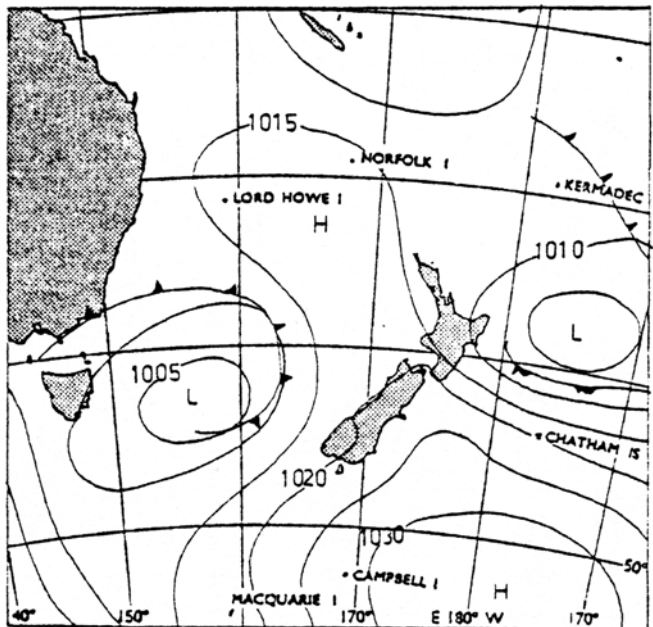 1015
NORFOLK I
KERMADEC
LORD HOWE I
H
1010
L
1005
L
CHATHAM IS
1020
1030
50°
CAMPBELL I
H
MACQUARIE I
40° 150° 170° E 180° W 170°